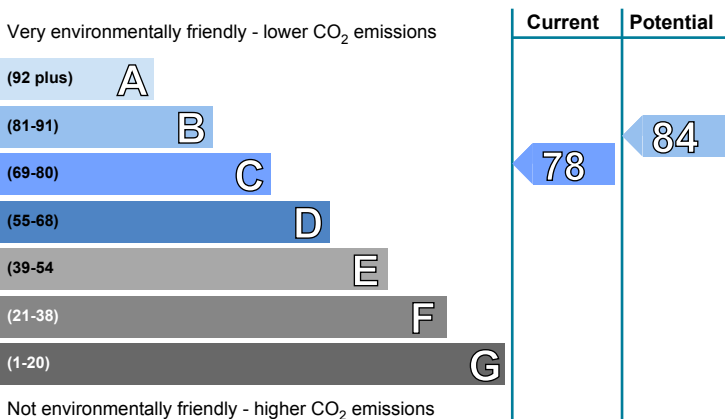 Current Potential
Very environmentally friendly - lower CO2 emissions
(92 plus) A
(81-91) B
84
(69-80) C
78
(55-68) D
(39-54 E
(21-38) F
(1-20) G
Not environmentally friendly - higher CO2 emissions